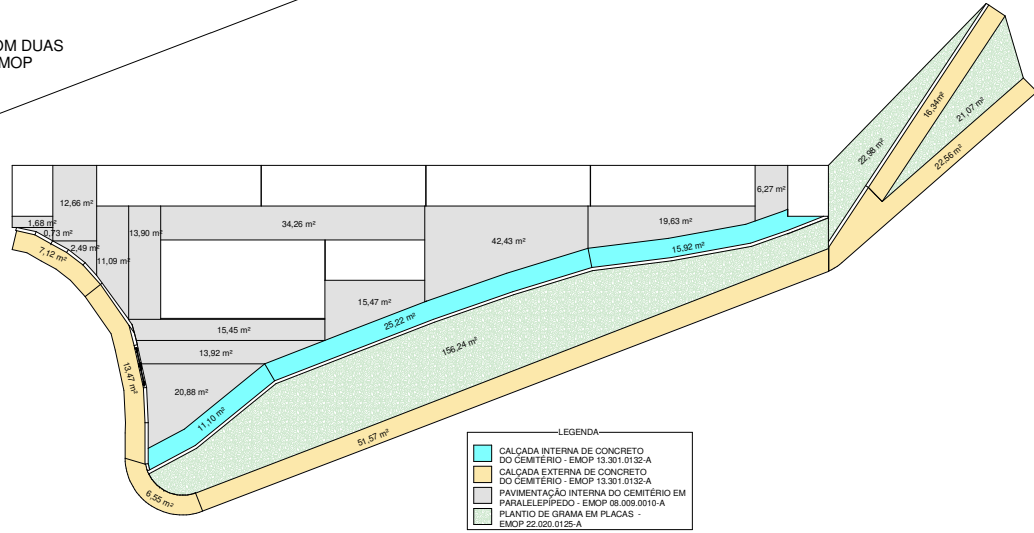 OM DUAS
EMOP
16,34m²
21,07 m²
22,98 m²
22,56 m²
12,66 m²
6,27 m²
1,68 m²
0,73 m²
13,90 m²
34,26 m²
19,63 m²
7,12 m²
2,49 m²
11,09 m²
42,43 m²
15,92 m²
15,47 m²
25,22 m²
15,45 m²
156,24 m²
13,92 m²
13,47 m²
20,88 m²
11,10 m²
51,57 m²
6,55 m²
LEGENDA
CALÇADA INTERNA DE CONCRETO
DO CEMITÉRIO - EMOP 13.301.0132-A
CALÇADA EXTERNA DE CONCRETO
DO CEMITÉRIO - EMOP 13.301.0132-A
PAVIMENTAÇÃO INTERNA DO CEMITÉRIO EM
PARALELEPÍPEDO - EMOP 08.009.0010-A
PLANTIO DE GRAMA EM PLACAS -
EMOP 22.020.0125-A